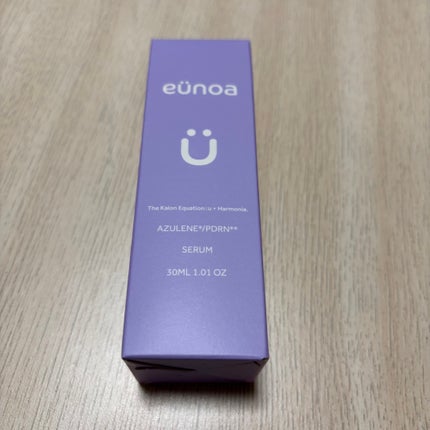 eünoa
ü
The Kalon Equation:u + Harmonia.
AZULENE*/PDRN**
SERUM
30ML 1.01 OZ